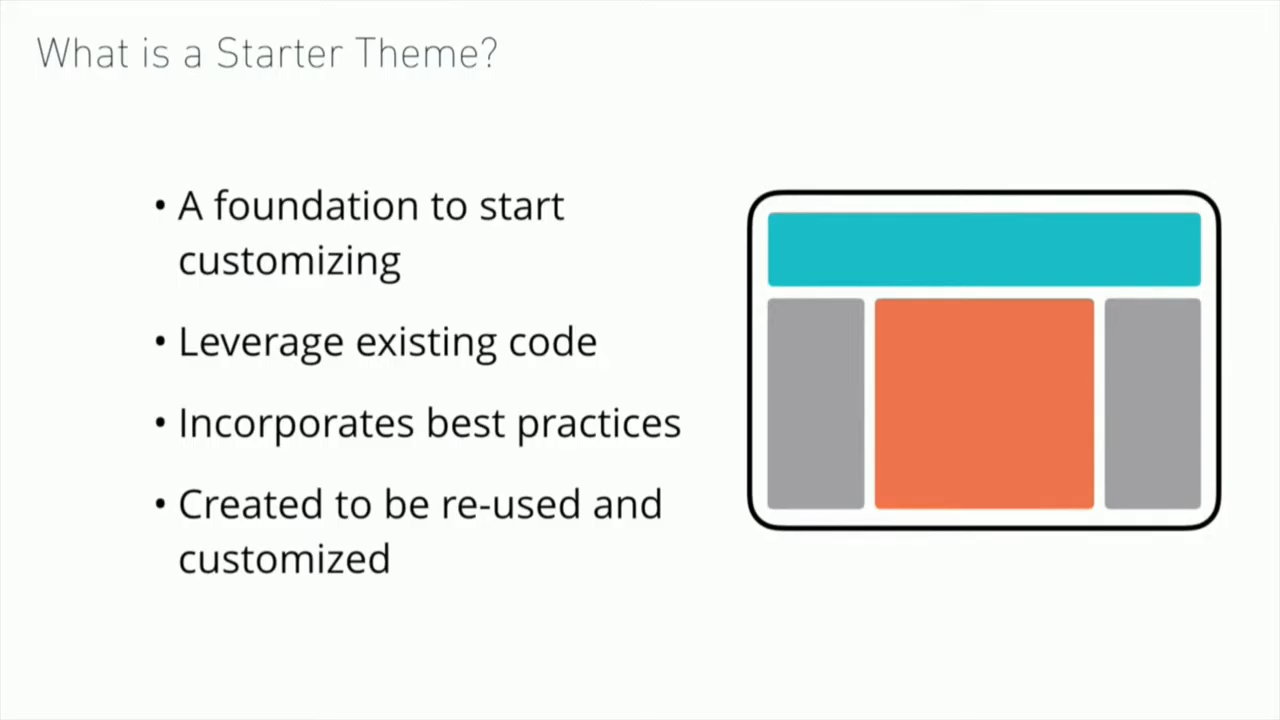 What is a Starter Theme?
• A foundation to start
customizing
• Leverage existing code
• Incorporates best practices
• Created to be re-used and
customized